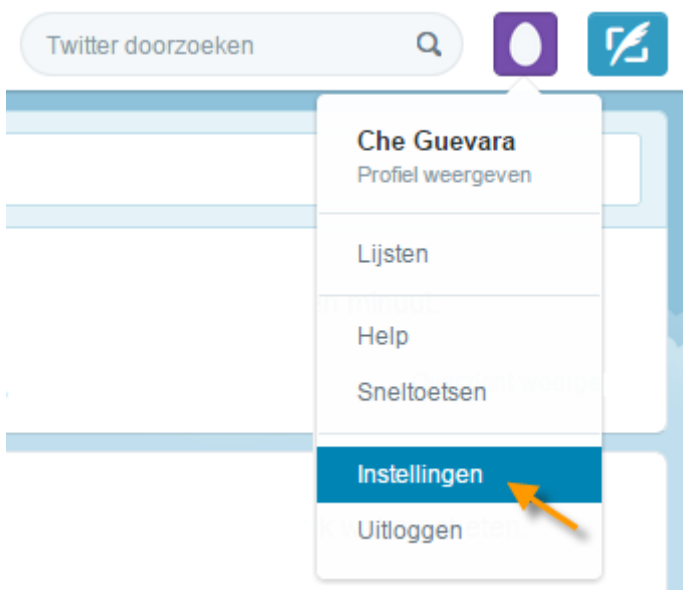 Twitter doorzoeken
Che Guevara
Profiel weergeven
Lijsten
Help
Sneltoetsen
Instellingen
Uitloggen